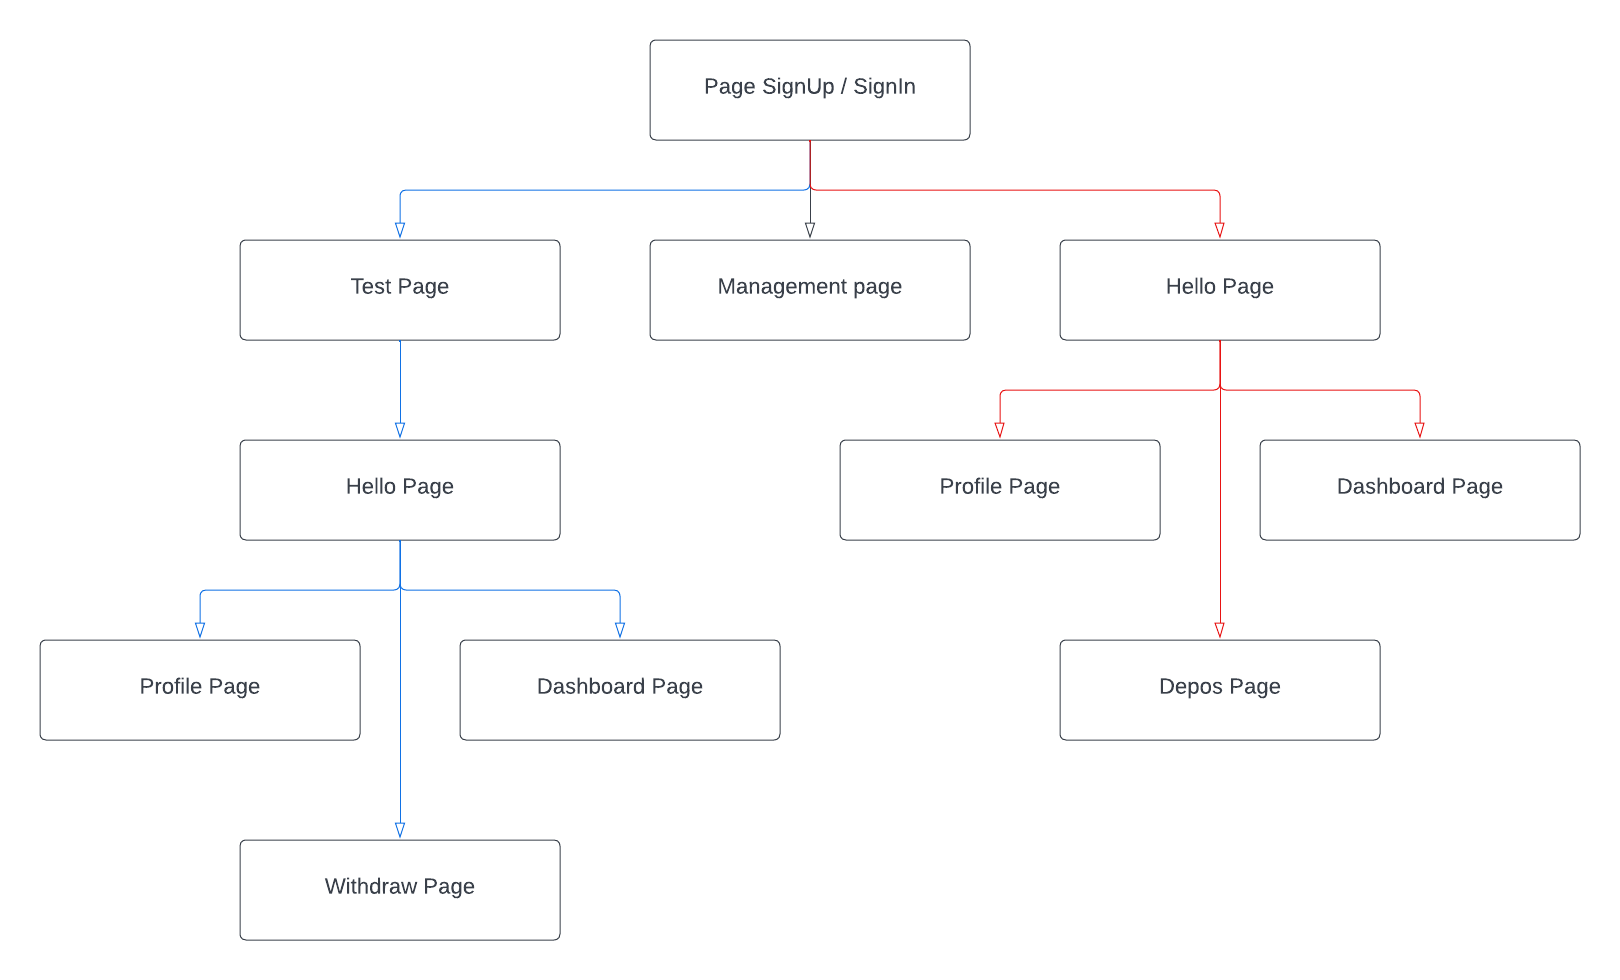 Page SignUp / SignIn
Test Page
Management page
Hello Page
Hello Page
Profile Page
Dashboard Page
Profile Page
Dashboard Page
Depos Page
Withdraw Page